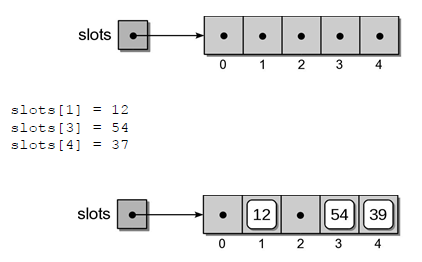 slots
0 1 2 3 4
slots[1] = 12
slots[3] = 54
slots[4] = 37
slots 12 54 39
0 1 2 3 4